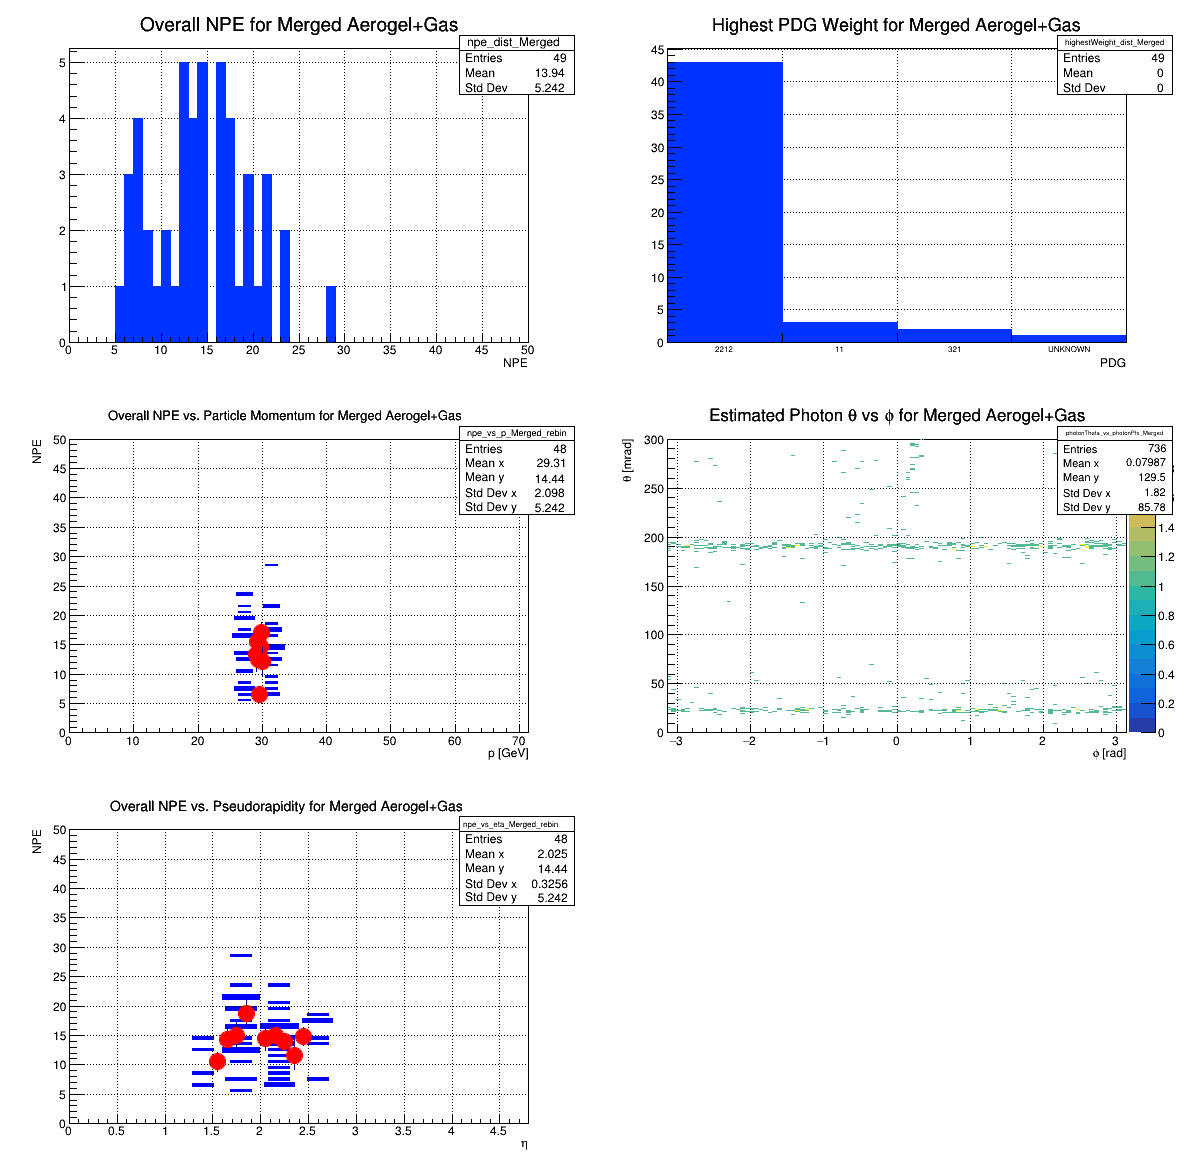 Overall NPE for Merged Aerogel+Gas
npe_dist_Merged
Entries 49
Mean 13.94
Std Dev 5.242
5
4
3
2
1
0
0 5 10 15 20 25 30 35 40 45 50
NPE
Highest PDG Weight for Merged Aerogel+Gas
highestWeight_dist_Merged
Entries 49
Mean 0
Std Dev 0
45
40
35
30
25
20
15
10
5
0
2212 11 321 UNKNOWN
PDG
Overall NPE vs. Particle Momentum for Merged Aerogel+Gas
npe_vs_p_Merged_rebin
Entries 48
Mean x 29.31
Mean y 14.44
Std Dev x 2.098
Std Dev y 5.242
NPE
50
45
40
35
30
25
20
15
10
5
0
0 10 20 30 40 50 60 70
p [GeV]
Estimated Photon θ vs ϕ for Merged Aerogel+Gas
photonTheta_vs_photonPhi_Merged
Entries 736
Mean x 0.07987
Mean y 129.5
Std Dev x 1.82
Std Dev y 85.78
θ [mrad]
300
250
200
150
100
50
0
−3 −2 −1 0 1 2 3
ϕ [rad]
1.4
1.2
1
0.8
0.6
0.4
0.2
0
Overall NPE vs. Pseudorapidity for Merged Aerogel+Gas
npe_vs_eta_Merged_rebin
Entries 48
Mean x 2.025
Mean y 14.44
Std Dev x 0.3256
Std Dev y 5.242
NPE
50
45
40
35
30
25
20
15
10
5
0
0 0.5 1 1.5 2 2.5 3 3.5 4 4.5
η